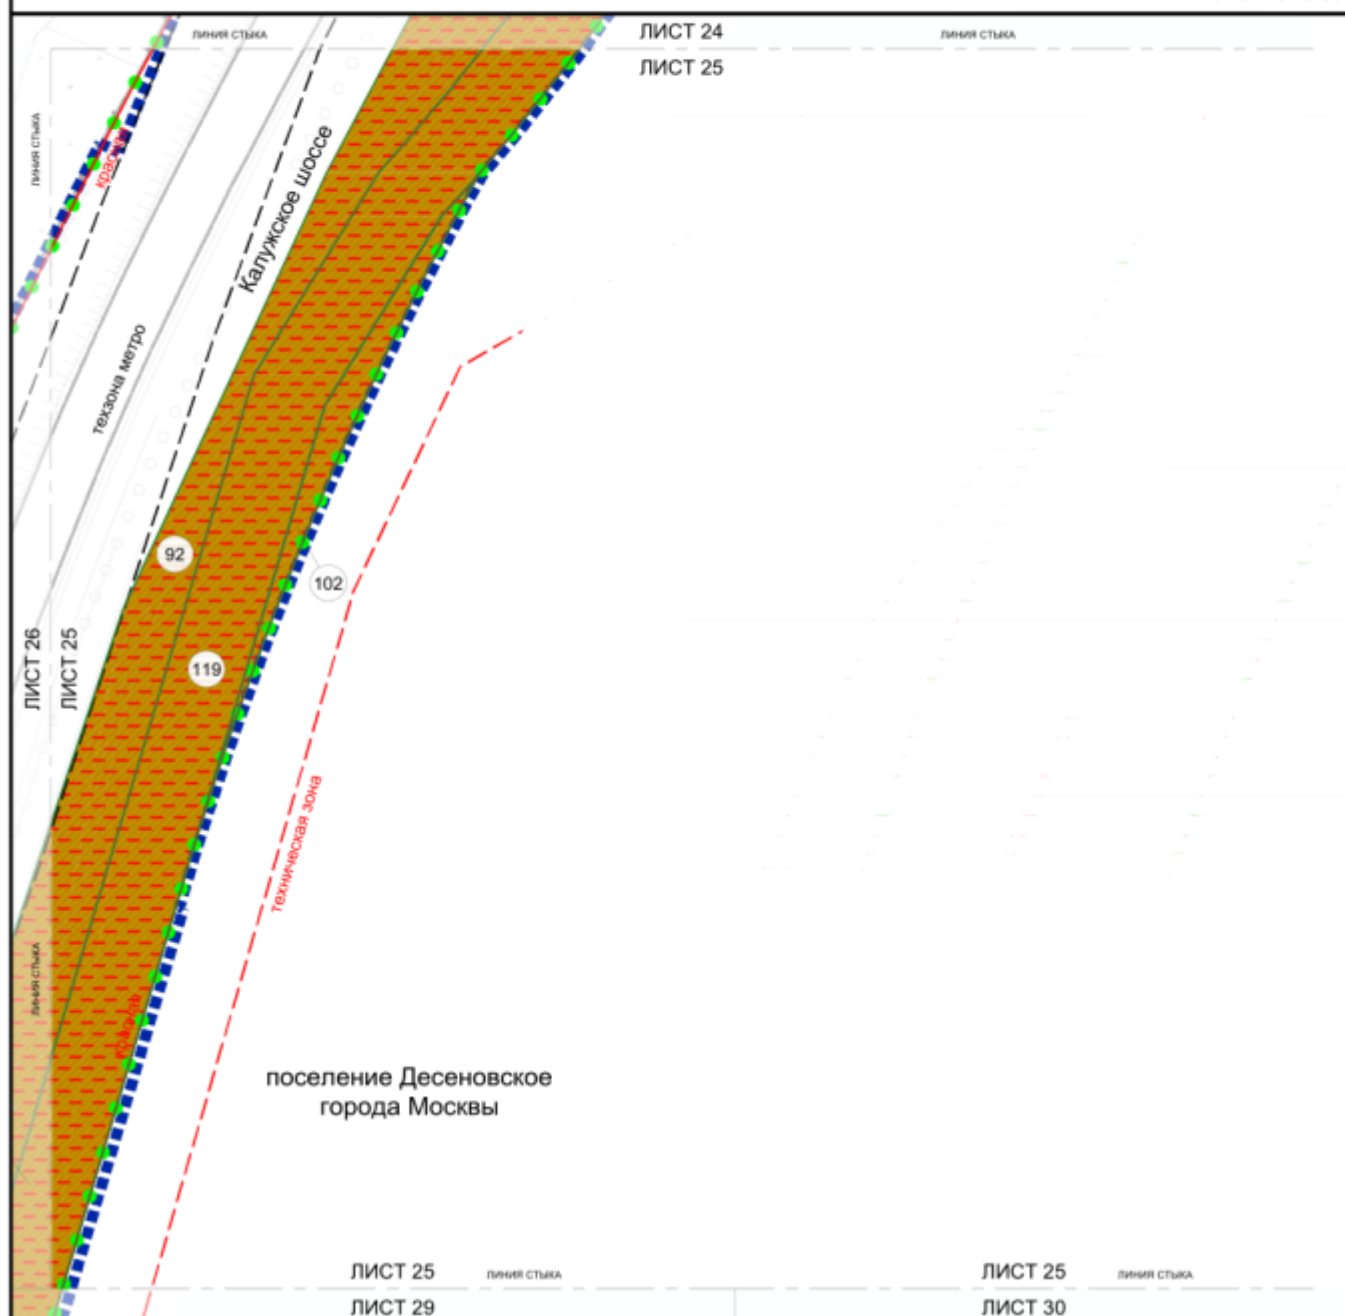 ЛИНИЯ СТЫКА
ЛИСТ 24
ЛИНИЯ СТЫКА
ЛИСТ 25
ЛИНИЯ СТЫКА
красная
Калужское шоссе
техзона метро
92
102
ЛИСТ 26
ЛИСТ 25
119
техническая зона
ЛИНИЯ СТЫКА
красная
поселение Десеновское
города Москвы
ЛИСТ 25
ЛИНИЯ СТЫКА
ЛИСТ 25
ЛИНИЯ СТЫКА
ЛИСТ 29
ЛИСТ 30